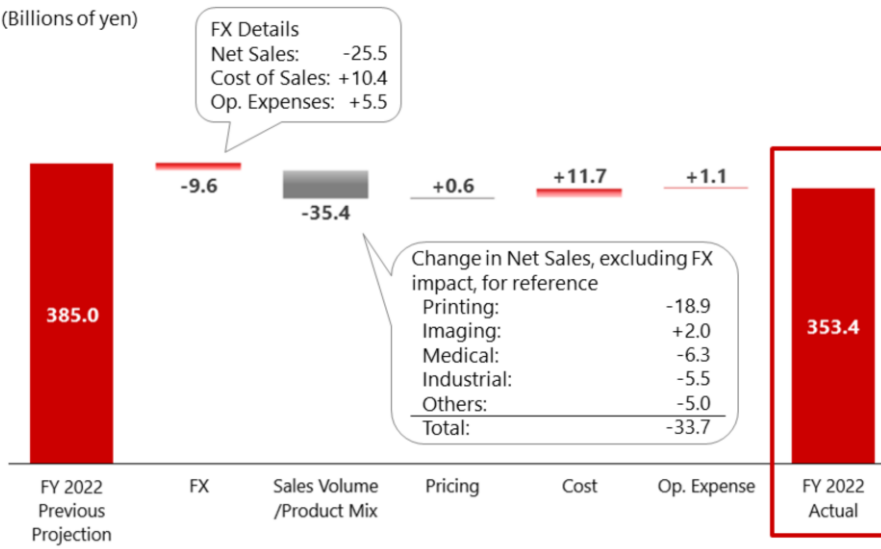 (Billions of yen)
FX Details
Net Sales: -25.5
Cost of Sales: +10.4
Op. Expenses: +5.5
-9.6
-35.4
+0.6
+11.7
+1.1
Change in Net Sales, excluding FX
impact, for reference
Printing: -18.9
Imaging: +2.0
Medical: -6.3
Industrial: -5.5
Others: -5.0
Total: -33.7
385.0
353.4
FY 2022
Previous
Projection
FX
Sales Volume
/Product Mix
Pricing
Cost
Op. Expense
FY 2022
Actual